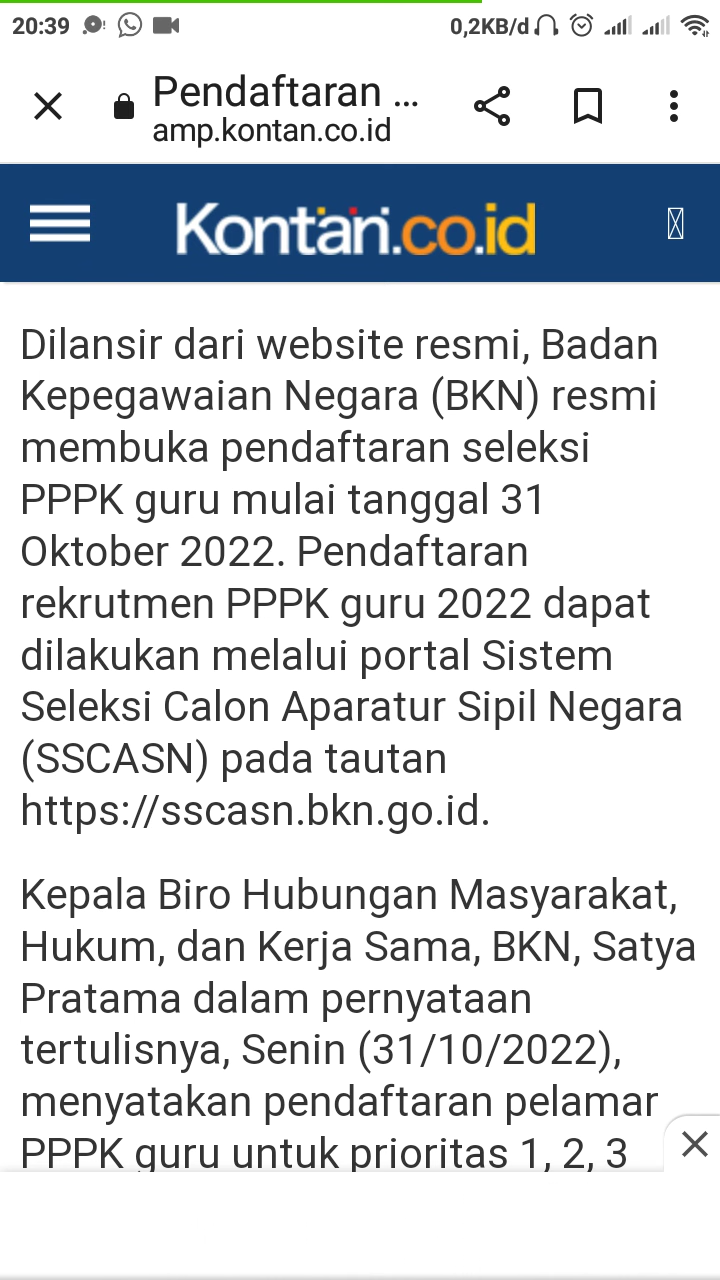 20:39
0,2KB/d
Pendaftaran ...
amp.kontan.co.id
Kontan.co.id
Dilansir dari website resmi, Badan
Kepegawaian Negara (BKN) resmi
membuka pendaftaran seleksi
PPPK guru mulai tanggal 31
Oktober 2022. Pendaftaran
rekrutmen PPPK guru 2022 dapat
dilakukan melalui portal Sistem
Seleksi Calon Aparatur Sipil Negara
(SSCASN) pada tautan
https://sscasn.bkn.go.id.
Kepala Biro Hubungan Masyarakat,
Hukum, dan Kerja Sama, BKN, Satya
Pratama dalam pernyataan
tertulisnya, Senin (31/10/2022),
menyatakan pendaftaran pelamar
PPPK guru untuk prioritas 1, 2, 3